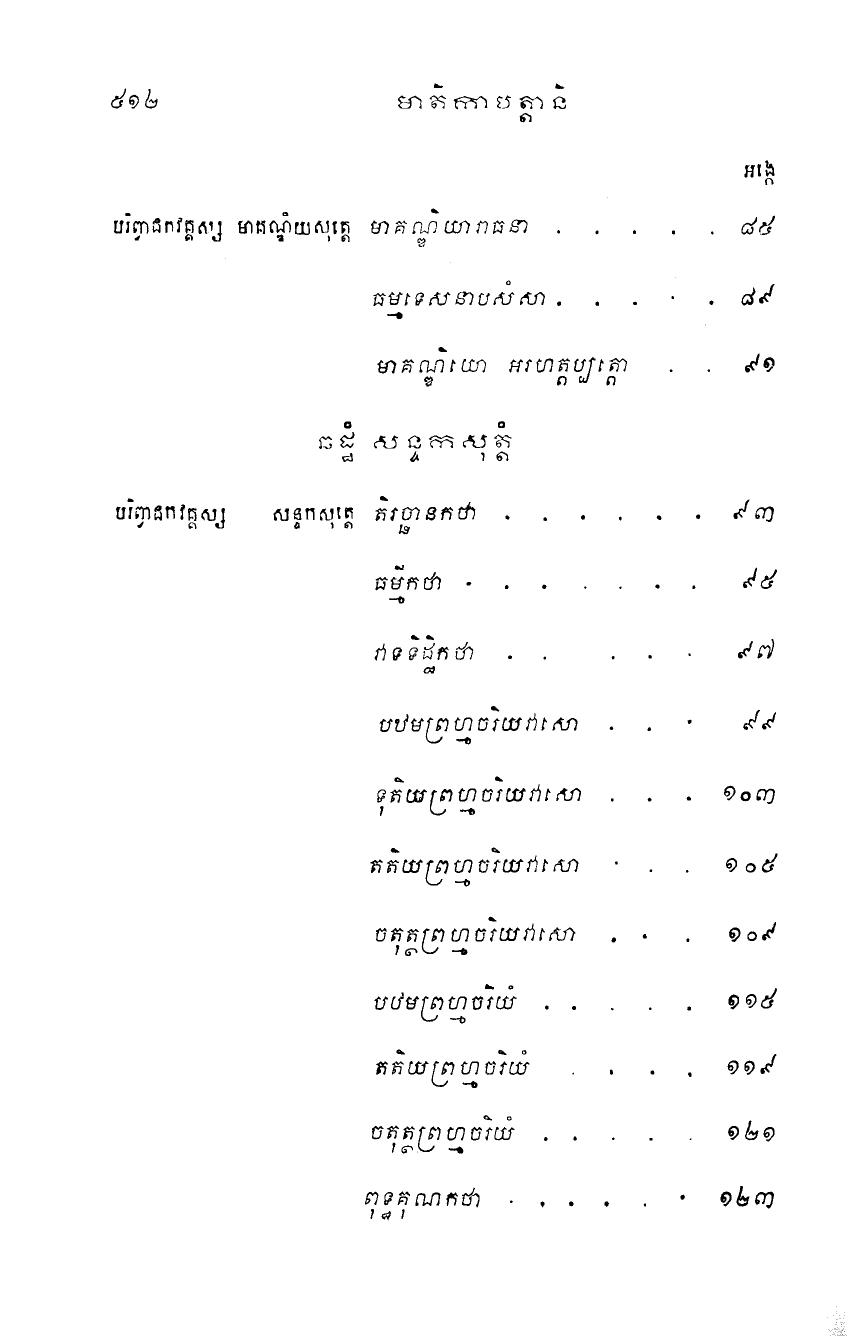 ៥១២ មាតិកាបត្តានិ
អង្កេ
បរិព្វាជកវគ្គស្ស មាគណ្ឌិយសុត្តេ មាគណ្ឌិយារាធនា . . . . . ៨៥
ធម្មទេសនាបសំសា . . . . . ៨៩
មាគណ្ឌិយោ អរហត្តប្បត្តោ . . ៩១
ឆដ្ឋំ សន្ទកសុត្តំ
បរិព្វាជកវគ្គស្ស សន្ទកសុត្តេ តិរច្ឆានកថា . . . . . . ៩៣
ធម្មីកថា . . . . . . . ៩៥
វាទទិដ្ឋិកថា . . . . . ៩៧
បឋមព្រហ្មចរិយវាសោ . . . ៩៩
ទុតិយព្រហ្មចរិយវាសោ . . . ១០៣
តតិយព្រហ្មចរិយវាសោ . . . ១០៥
ចតុត្ថព្រហ្មចរិយវាសោ . . . ១០៩
បឋមព្រហ្មចរិយំ . . . . . ១១៥
តតិយព្រហ្មចរិយំ . . . . ១១៩
ចតុត្ថព្រហ្មចរិយំ . . . . . ១២១
ពុទ្ធគុណកថា . . . . . . ១២៣